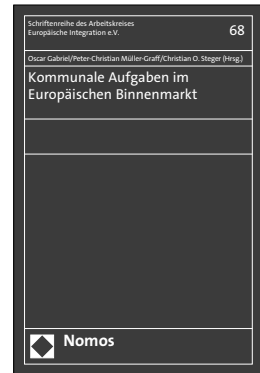 Schriftenreihe des Arbeitskreises
Europäische Integration e.V.
68
Oscar Gabriel/Peter-Christian Müller-Graff/Christian O. Steger (Hrsg.)
Kommunale Aufgaben im
Europäischen Binnenmarkt
Nomos